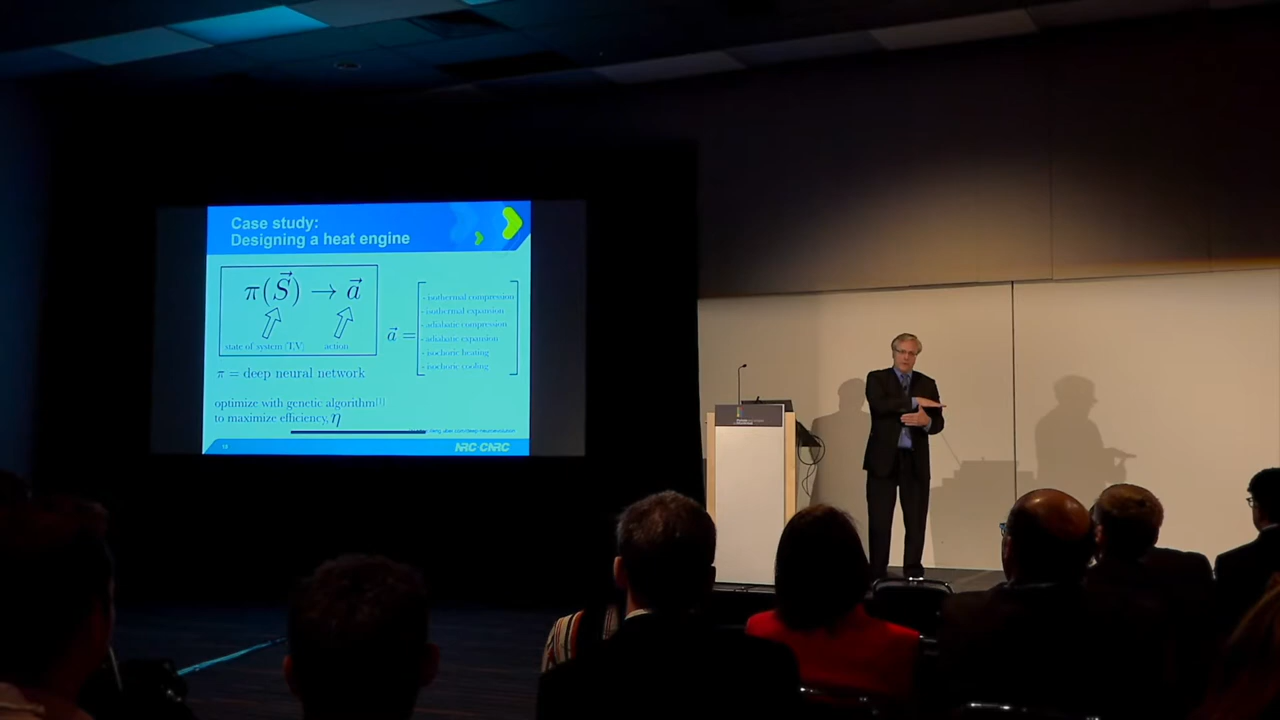 Case study:
Designing a heat engine
π(S⃗) → a⃗
state of system (T,V)
action
a⃗ =
- isothermal compression
- isothermal expansion
- adiabatic compression
- adiabatic expansion
- isochoric heating
- isochoric cooling
π = deep neural network
optimize with genetic algorithm[1]
to maximize efficiency, η
NRC·CNRC